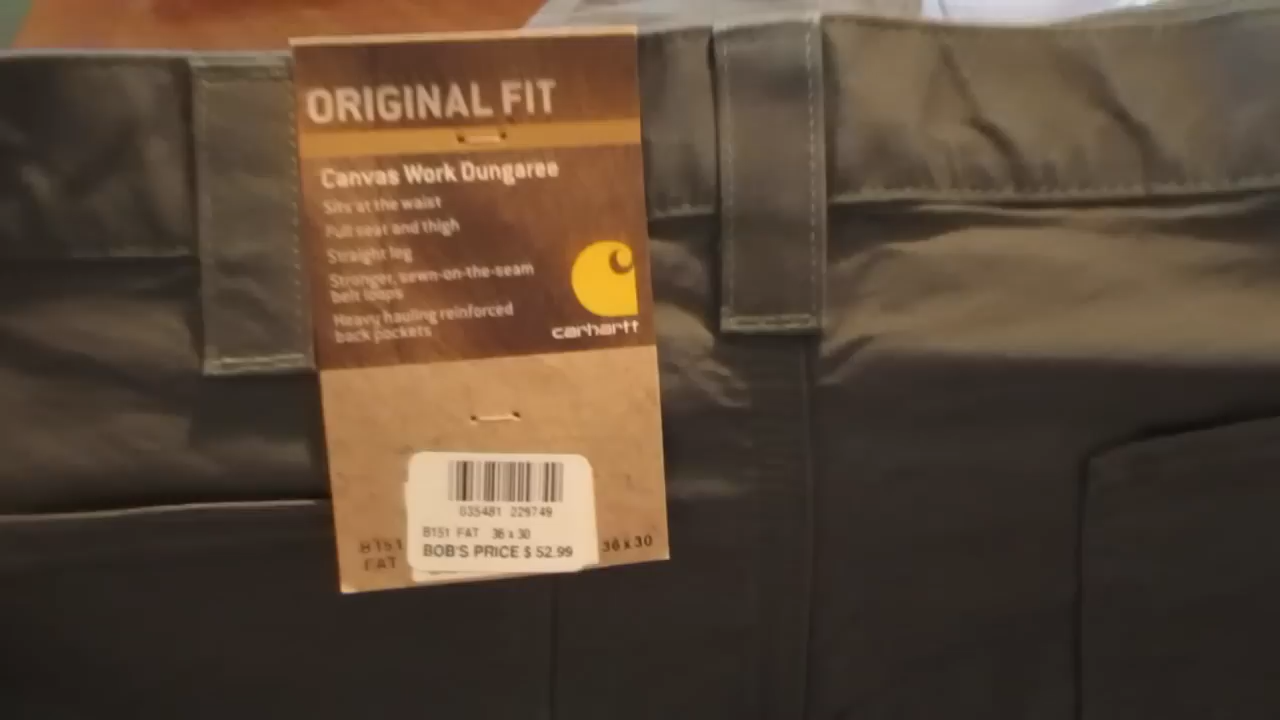 ORIGINAL FIT
Canvas Work Dungaree
Sits at the waist
Full seat and thigh
Straight leg
Stronger, sewn-on-the-seam
belt loops
Heavy hauling reinforced
back pockets
carhartt
035481 229749
B151 FAT 36 x 30
BOB'S PRICE $ 52.99
B151
FAT
36 x 30